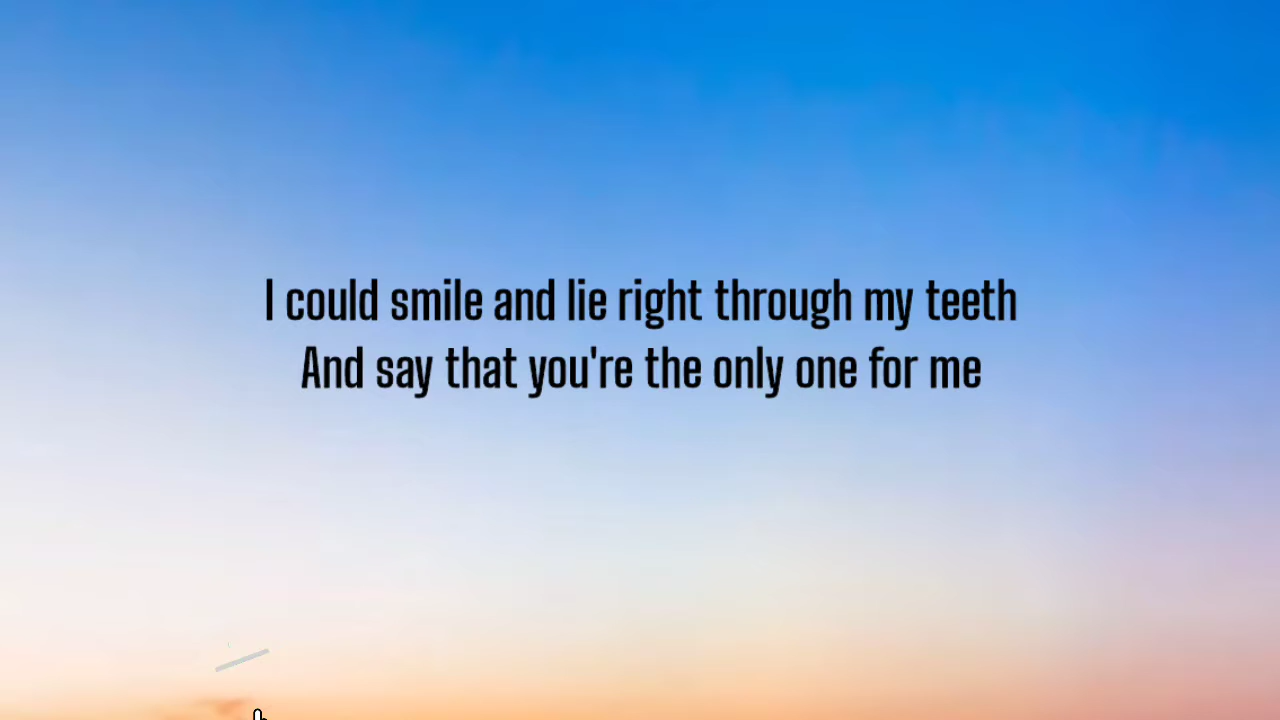 I could smile and lie right through my teeth
And say that you're the only one for me